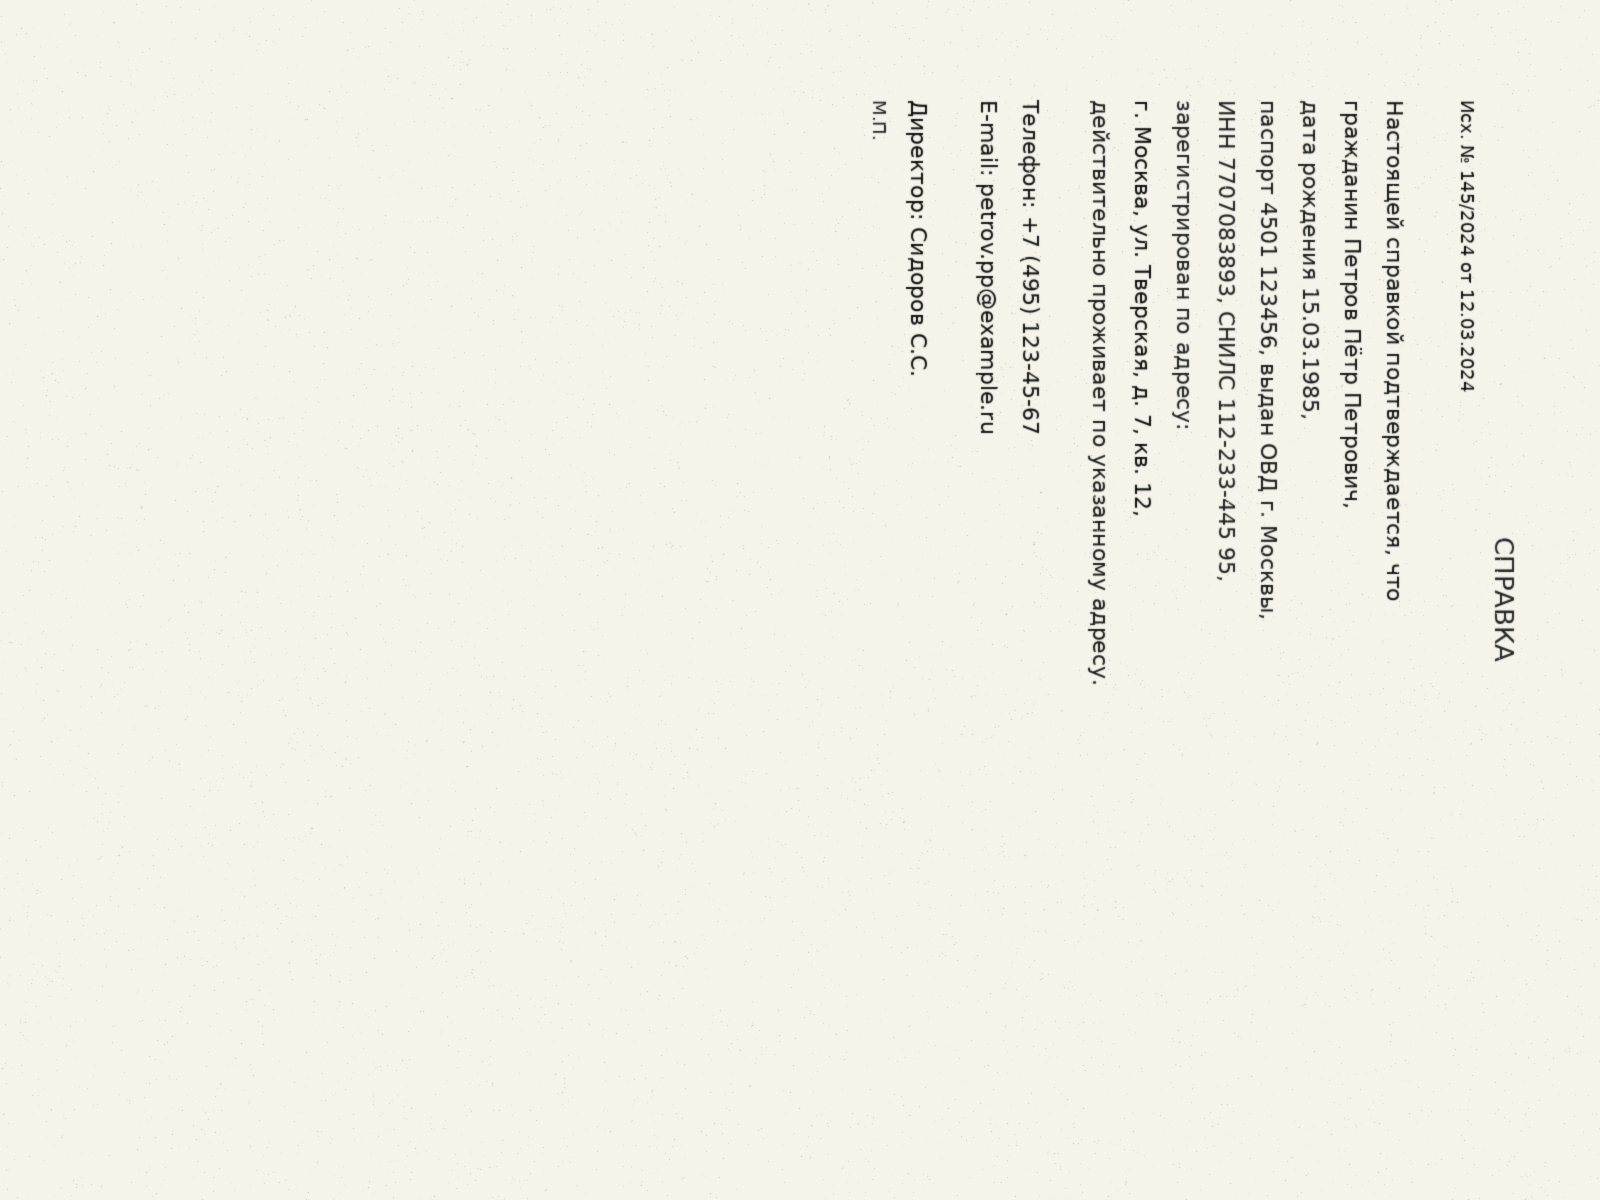 СПРАВКА
Исх. № 145/2024 от 12.03.2024
Настоящей справкой подтверждается, что
гражданин Петров Пётр Петрович,
дата рождения 15.03.1985,
паспорт 4501 123456, выдан ОВД г. Москвы,
ИНН 7707083893, СНИЛС 112-233-445 95,
зарегистрирован по адресу:
г. Москва, ул. Тверская, д. 7, кв. 12,
действительно проживает по указанному адресу.
Телефон: +7 (495) 123-45-67
E-mail: petrov.pp@example.ru
Директор: Сидоров С.С.
М.П.